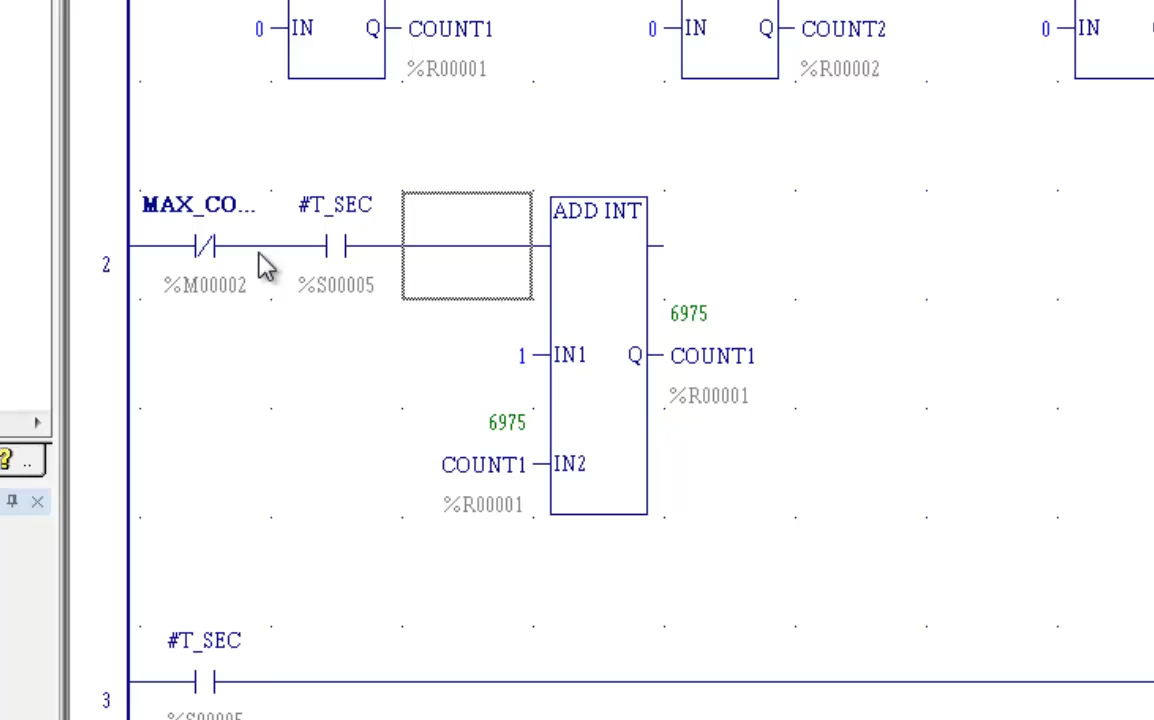 0 IN Q COUNT1 0 IN Q COUNT2 0 IN
%R00001 %R00002
MAX_CO... #T_SEC ADD INT
2
%M00002 %S00005
6975
1 IN1 Q COUNT1
%R00001
6975
COUNT1 IN2
%R00001
#T_SEC
3
%S00005